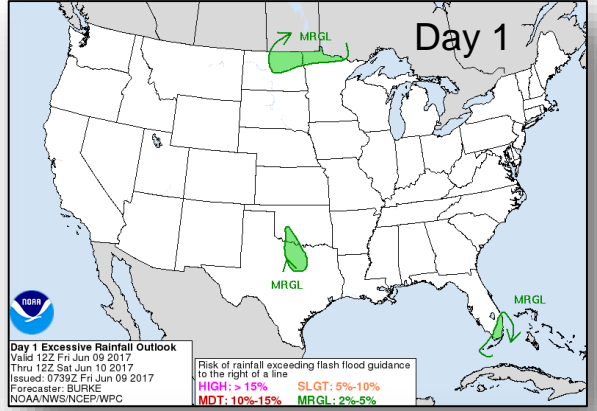 MRGL
Day 1
MRGL
MRGL
NOAA
Day 1 Excessive Rainfall Outlook
Valid 12Z Fri Jun 09 2017
Thru 12Z Sat Jun 10 2017
Issued: 0739Z Fri Jun 09 2017
Forecaster: BURKE
NOAA/NWS/NCEP/WPC
Risk of rainfall exceeding flash flood guidance
to the right of a line
HIGH: > 15% SLGT: 5%-10%
MDT: 10%-15% MRGL: 2%-5%